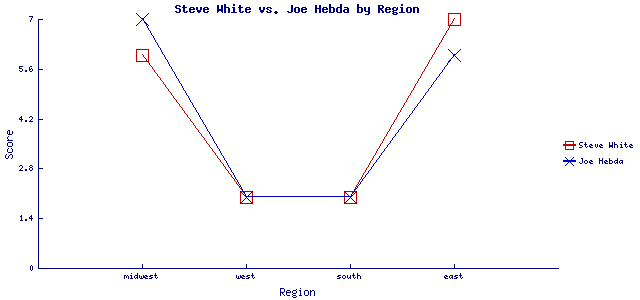 Steve White vs. Joe Hebda by Region
7
5.6
4.2
2.8
1.4
0
Score
midwest west south east
Region
Steve White
Joe Hebda